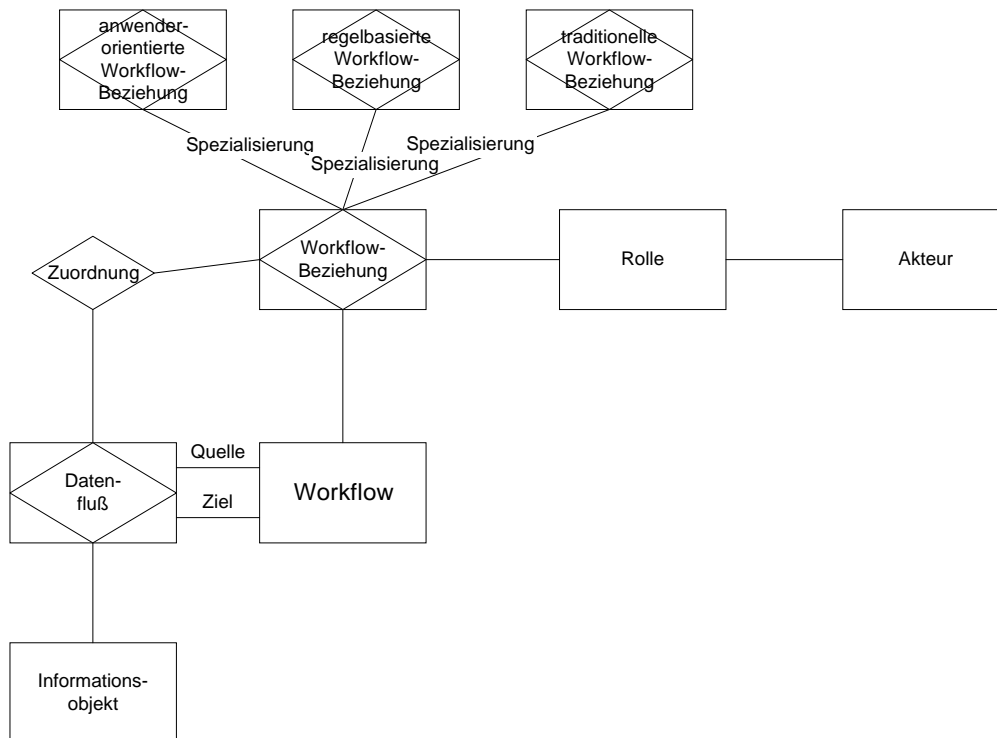 anwender-
orientierte
Workflow-
Beziehung
regelbasierte
Workflow-
Beziehung
traditionelle
Workflow-
Beziehung
Spezialisierung
Spezialisierung
Spezialisierung
Zuordnung
Workflow-
Beziehung
Rolle
Akteur
Quelle
Ziel
Daten-
fluß
Workflow
Informations-
objekt